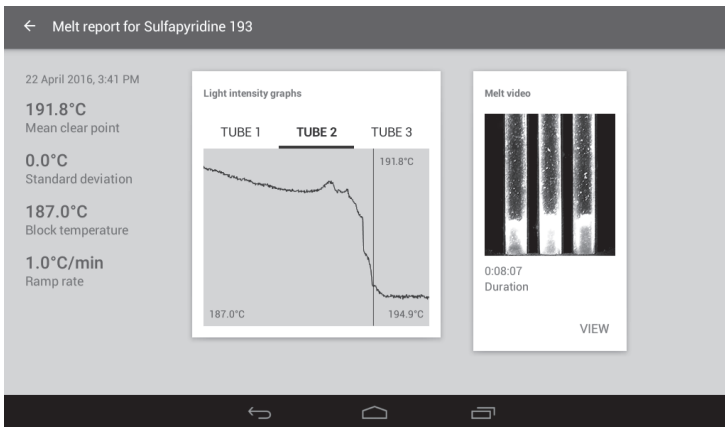 Melt report for Sulfapyridine 193
22 April 2016, 3:41 PM
191.8°C
Mean clear point
0.0°C
Standard deviation
187.0°C
Block temperature
1.0°C/min
Ramp rate
Light intensity graphs
TUBE 1 TUBE 2 TUBE 3
191.8°C
187.0°C 194.9°C
Melt video
0:08:07
Duration
VIEW